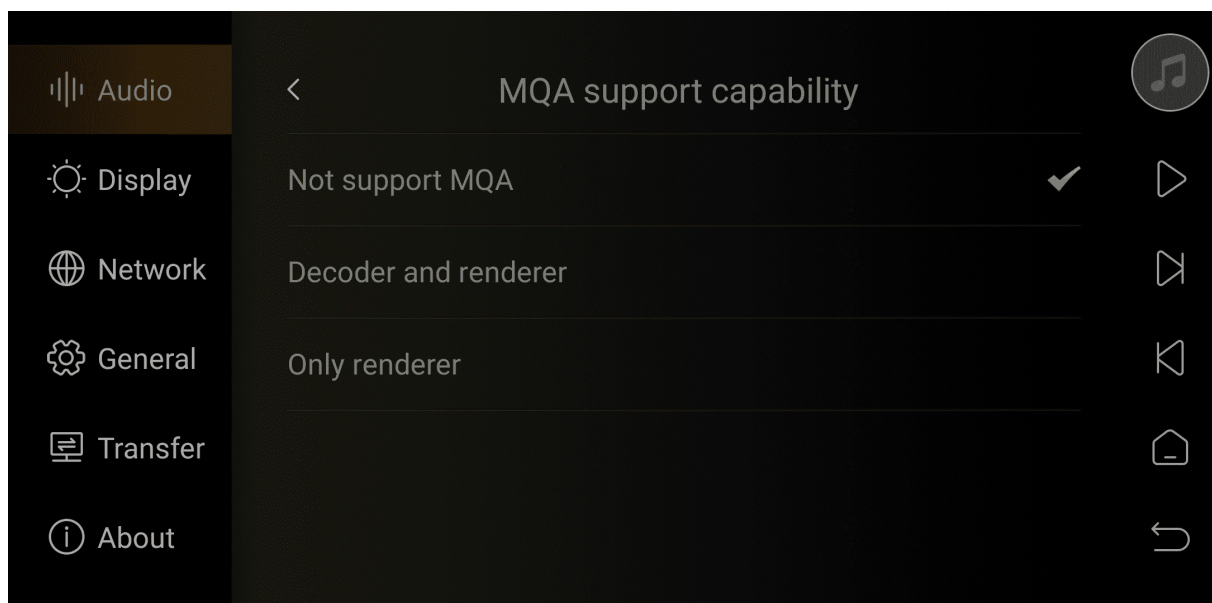 Audio
Display
Network
General
Transfer
About
MQA support capability
Not support MQA
Decoder and renderer
Only renderer